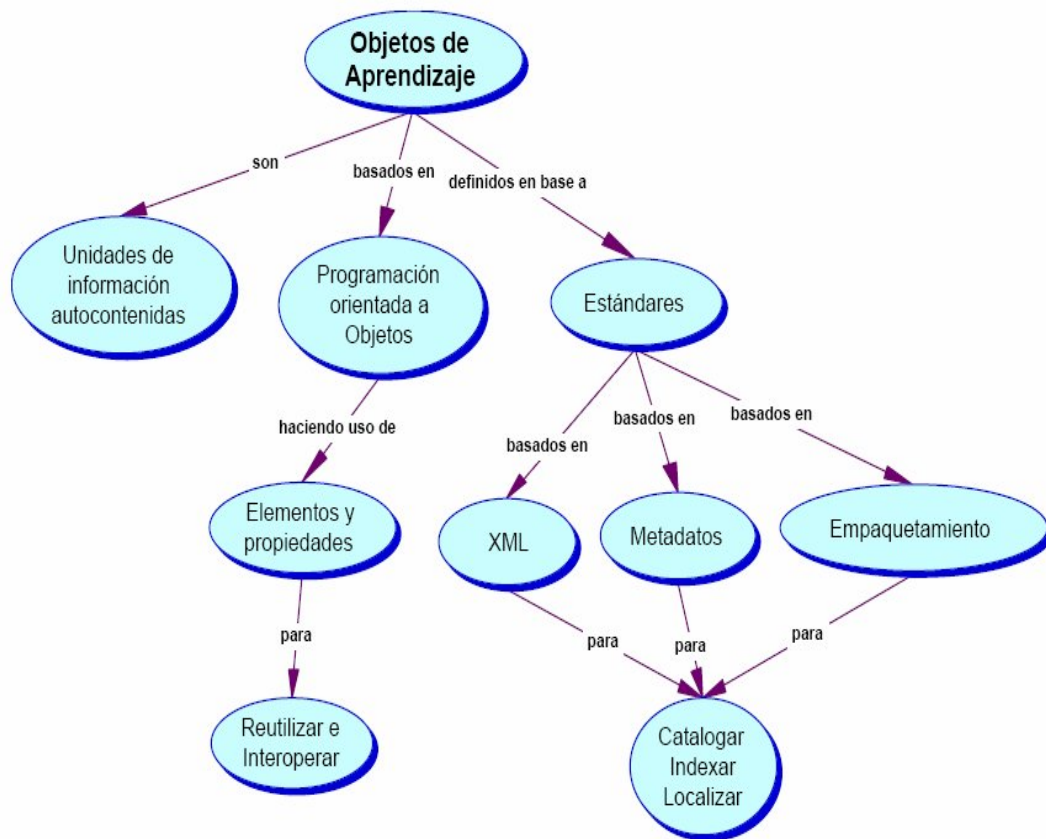 Objetos de
Aprendizaje
son
basados en
definidos en base a
Unidades de
información
autocontenidas
Programación
orientada a
Objetos
Estándares
haciendo uso de
basados en
basados en
basados en
Elementos y
propiedades
XML
Metadatos
Empaquetamiento
para
para
para
para
Reutilizar e
Interoperar
Catalogar
Indexar
Localizar